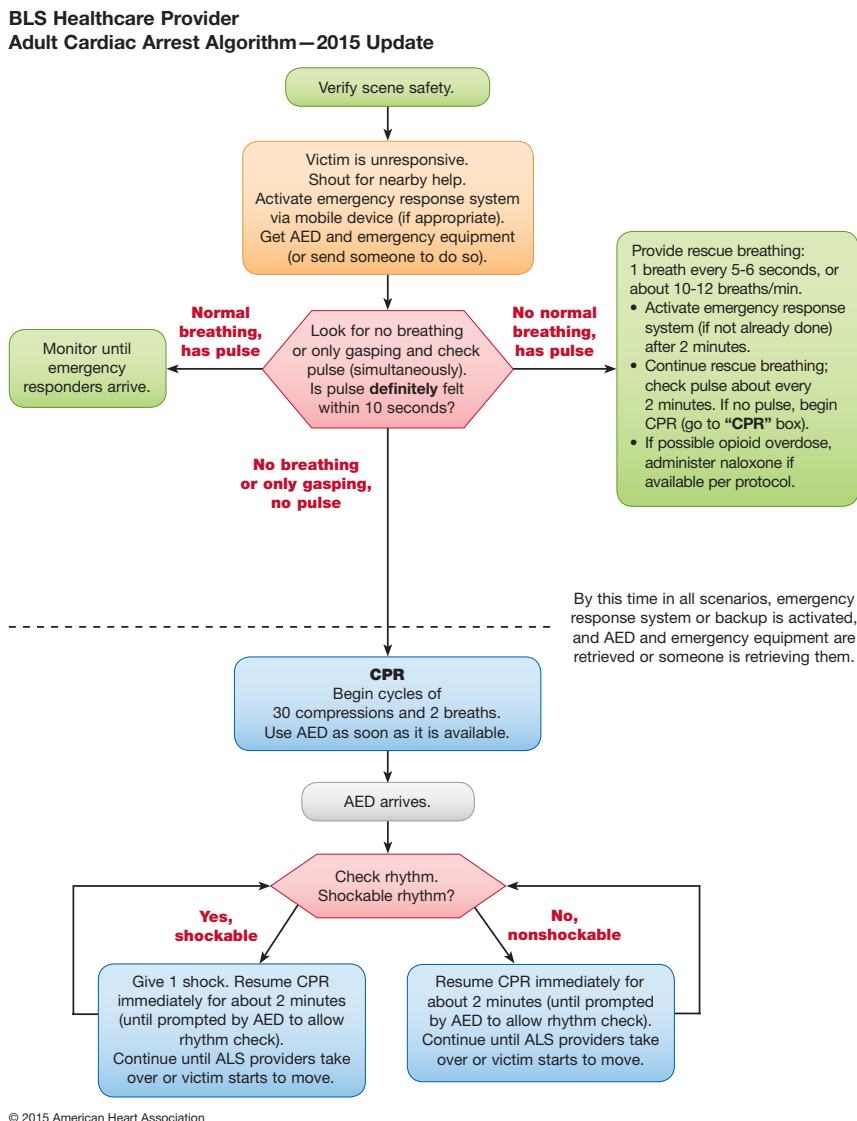 BLS Healthcare Provider
Adult Cardiac Arrest Algorithm—2015 Update
Verify scene safety.
Victim is unresponsive.
Shout for nearby help.
Activate emergency response system
via mobile device (if appropriate).
Get AED and emergency equipment
(or send someone to do so).
Normal
breathing,
has pulse
Look for no breathing
or only gasping and check
pulse (simultaneously).
Is pulse definitely felt
within 10 seconds?
No normal
breathing,
has pulse
Monitor until
emergency
responders arrive.
Provide rescue breathing:
1 breath every 5-6 seconds, or
about 10-12 breaths/min.
• Activate emergency response
system (if not already done)
after 2 minutes.
• Continue rescue breathing;
check pulse about every
2 minutes. If no pulse, begin
CPR (go to “CPR” box).
• If possible opioid overdose,
administer naloxone if
available per protocol.
No breathing
or only gasping,
no pulse
By this time in all scenarios, emergency
response system or backup is activated,
and AED and emergency equipment are
retrieved or someone is retrieving them.
CPR
Begin cycles of
30 compressions and 2 breaths.
Use AED as soon as it is available.
AED arrives.
Check rhythm.
Shockable rhythm?
Yes,
shockable
No,
nonshockable
Give 1 shock. Resume CPR
immediately for about 2 minutes
(until prompted by AED to allow
rhythm check).
Continue until ALS providers take
over or victim starts to move.
Resume CPR immediately for
about 2 minutes (until prompted
by AED to allow rhythm check).
Continue until ALS providers take
over or victim starts to move.
© 2015 American Heart Association